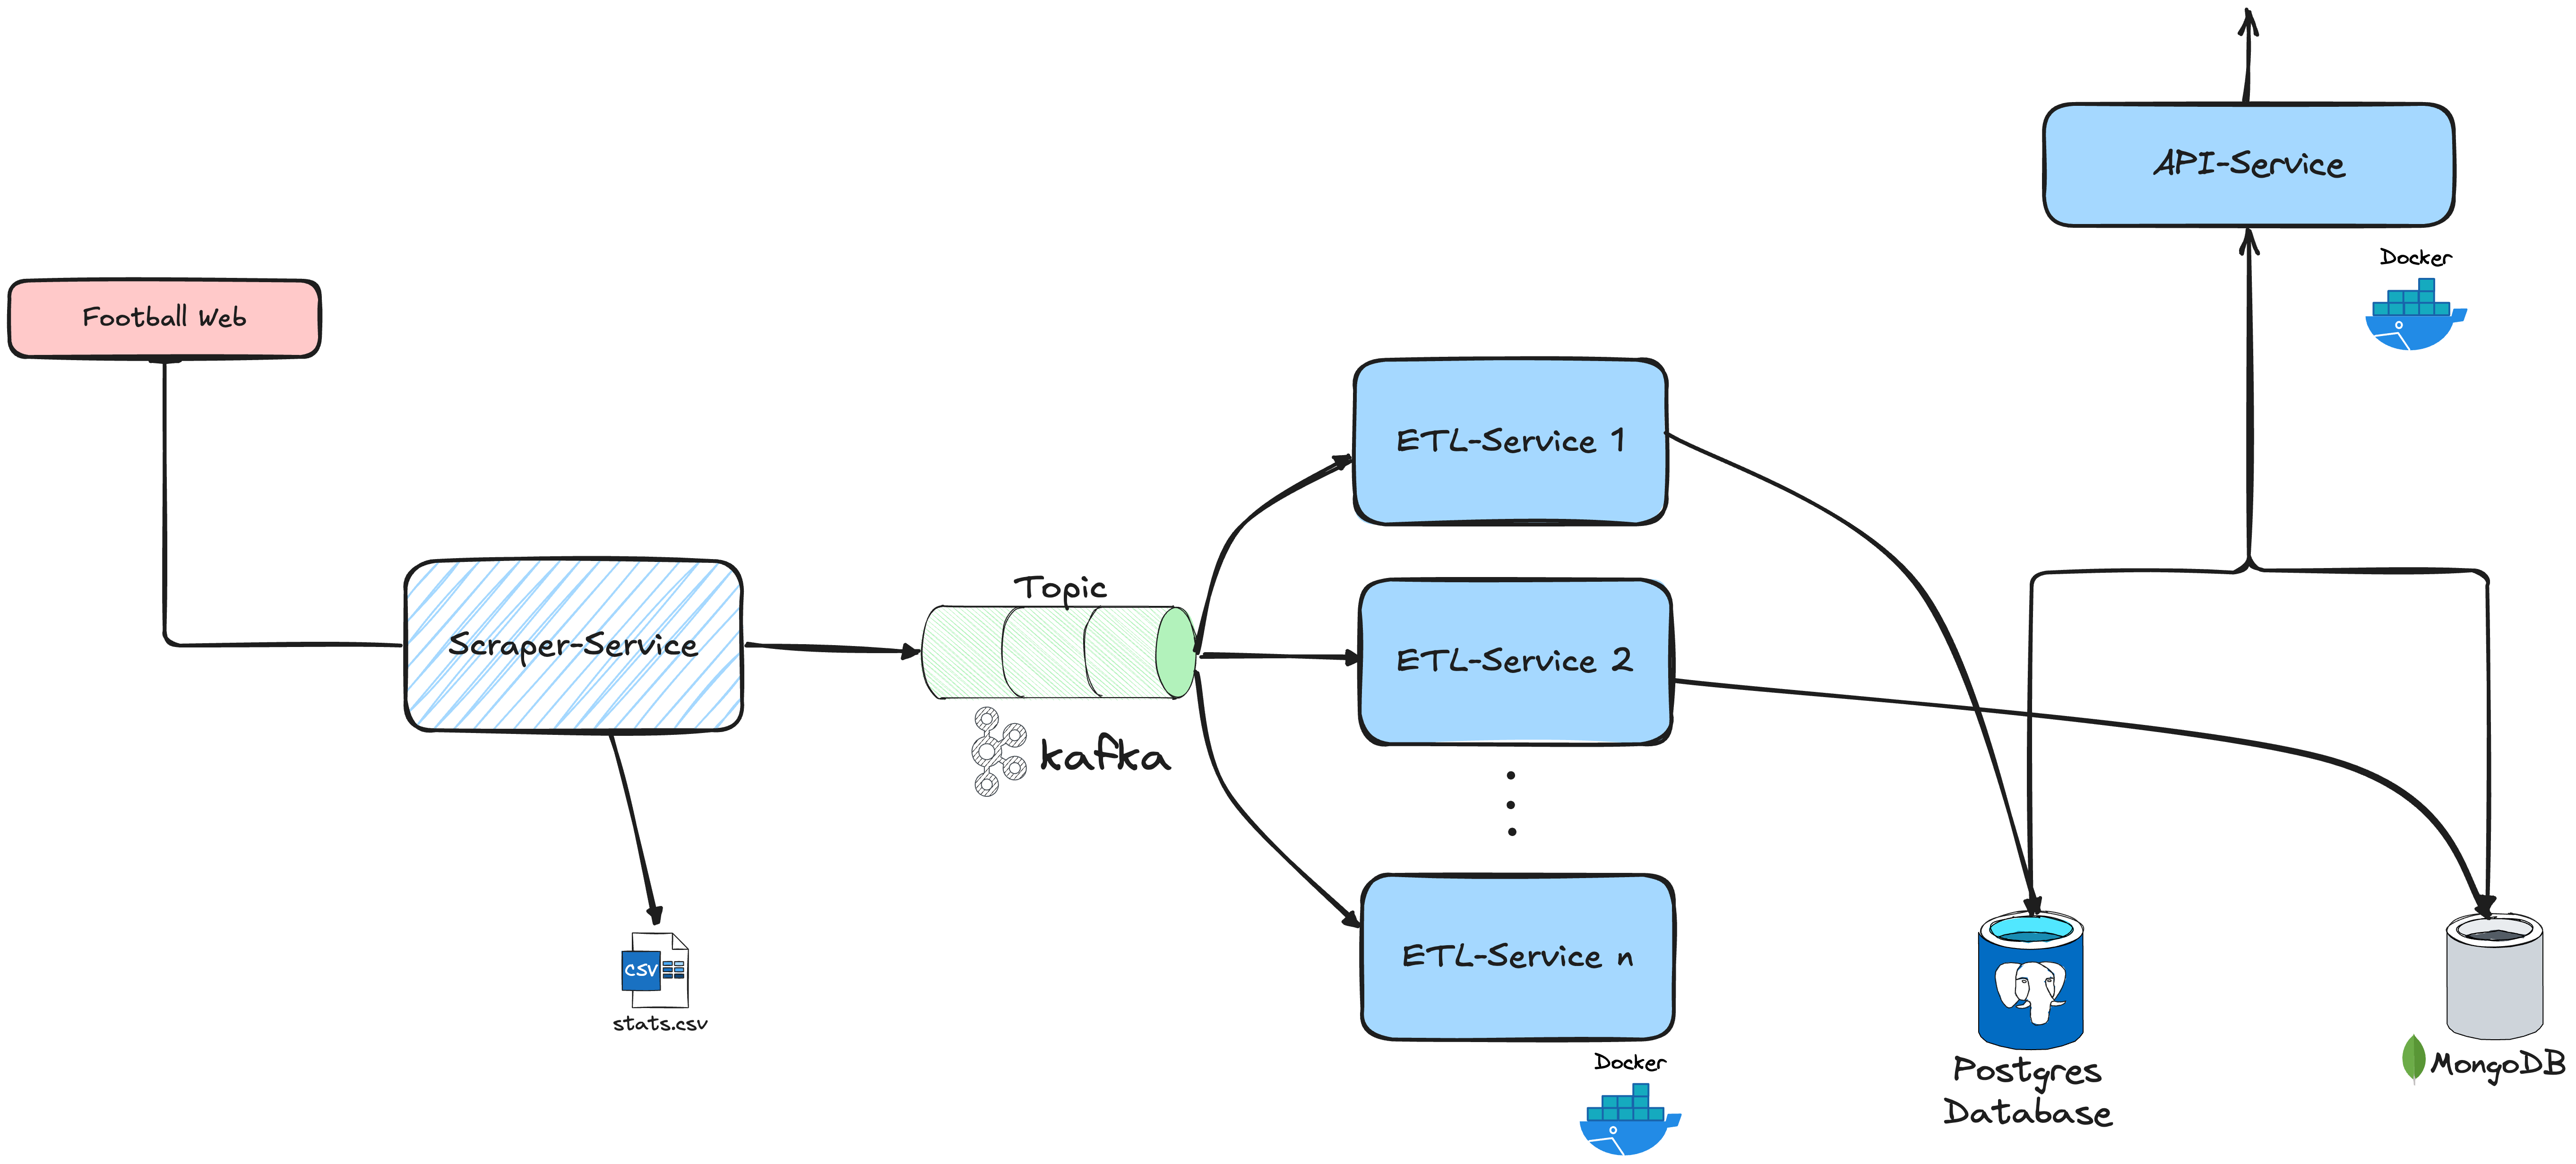 API-Service
Docker
Football Web
ETL-Service 1
Topic
Scraper-Service
ETL-Service 2
kafka
ETL-Service n
CSV
stats.csv
Docker
Postgres
Database
MongoDB